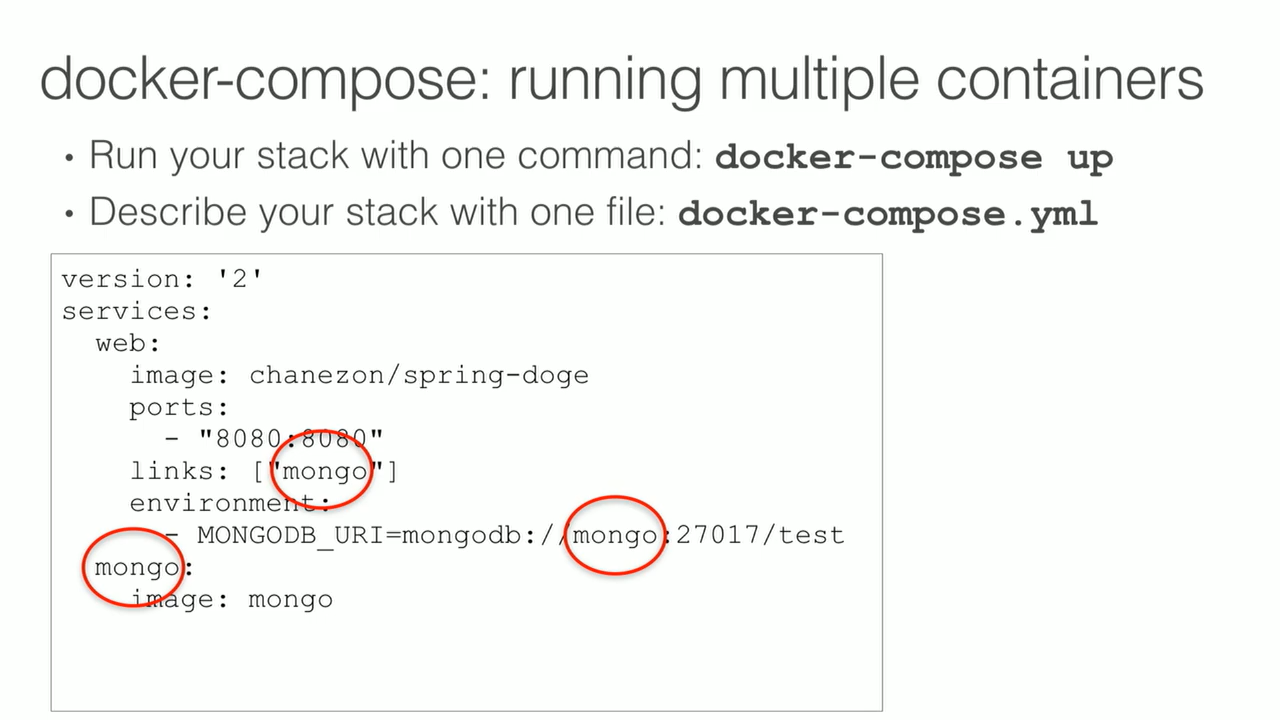 docker-compose: running multiple containers
• Run your stack with one command: docker-compose up
• Describe your stack with one file: docker-compose.yml
version: '2'
services:
  web:
    image: chanezon/spring-doge
    ports:
      - "8080:8080"
    links: ["mongo"]
    environment:
      - MONGODB_URI=mongodb://mongo:27017/test
  mongo:
    image: mongo